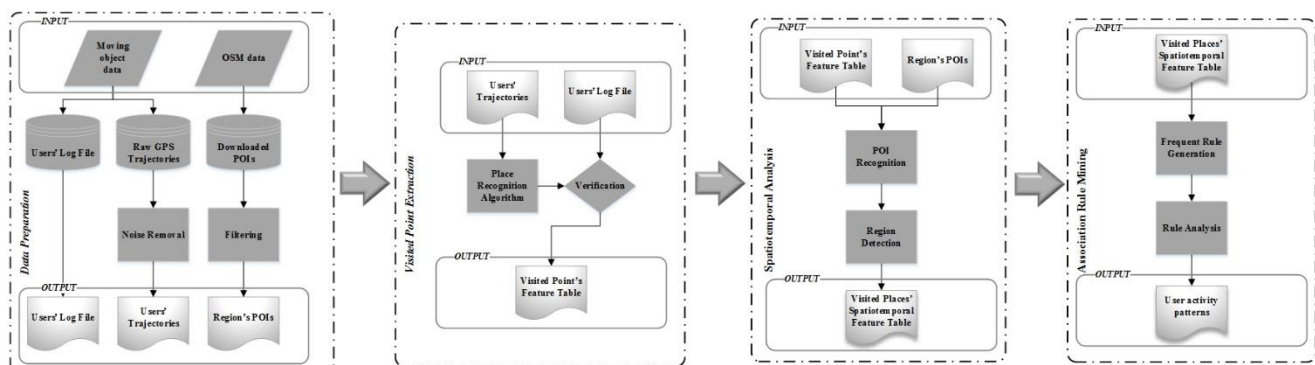 INPUT
Moving
object
data
OSM data
Users' Log File
Raw GPS
Trajectories
Downloaded
POIs
Noise Removal
Filtering
OUTPUT
Users' Log File
Users'
Trajectories
Region's POIs
Data Preparation
INPUT
Users'
Trajectories
Users' Log File
Place
Recognition
Algorithm
Verification
OUTPUT
Visited Point's
Feature Table
Visited Point Extraction
INPUT
Visited Point's
Feature Table
Region's
POIs
POI
Recognition
Region
Detection
OUTPUT
Visited Places'
Spatiotemporal
Feature Table
Spatiotemporal Analysis
INPUT
Visited Places'
Spatiotemporal
Feature Table
Frequent Rule
Generation
Rule Analysis
OUTPUT
User activity
patterns
Association Rule Mining